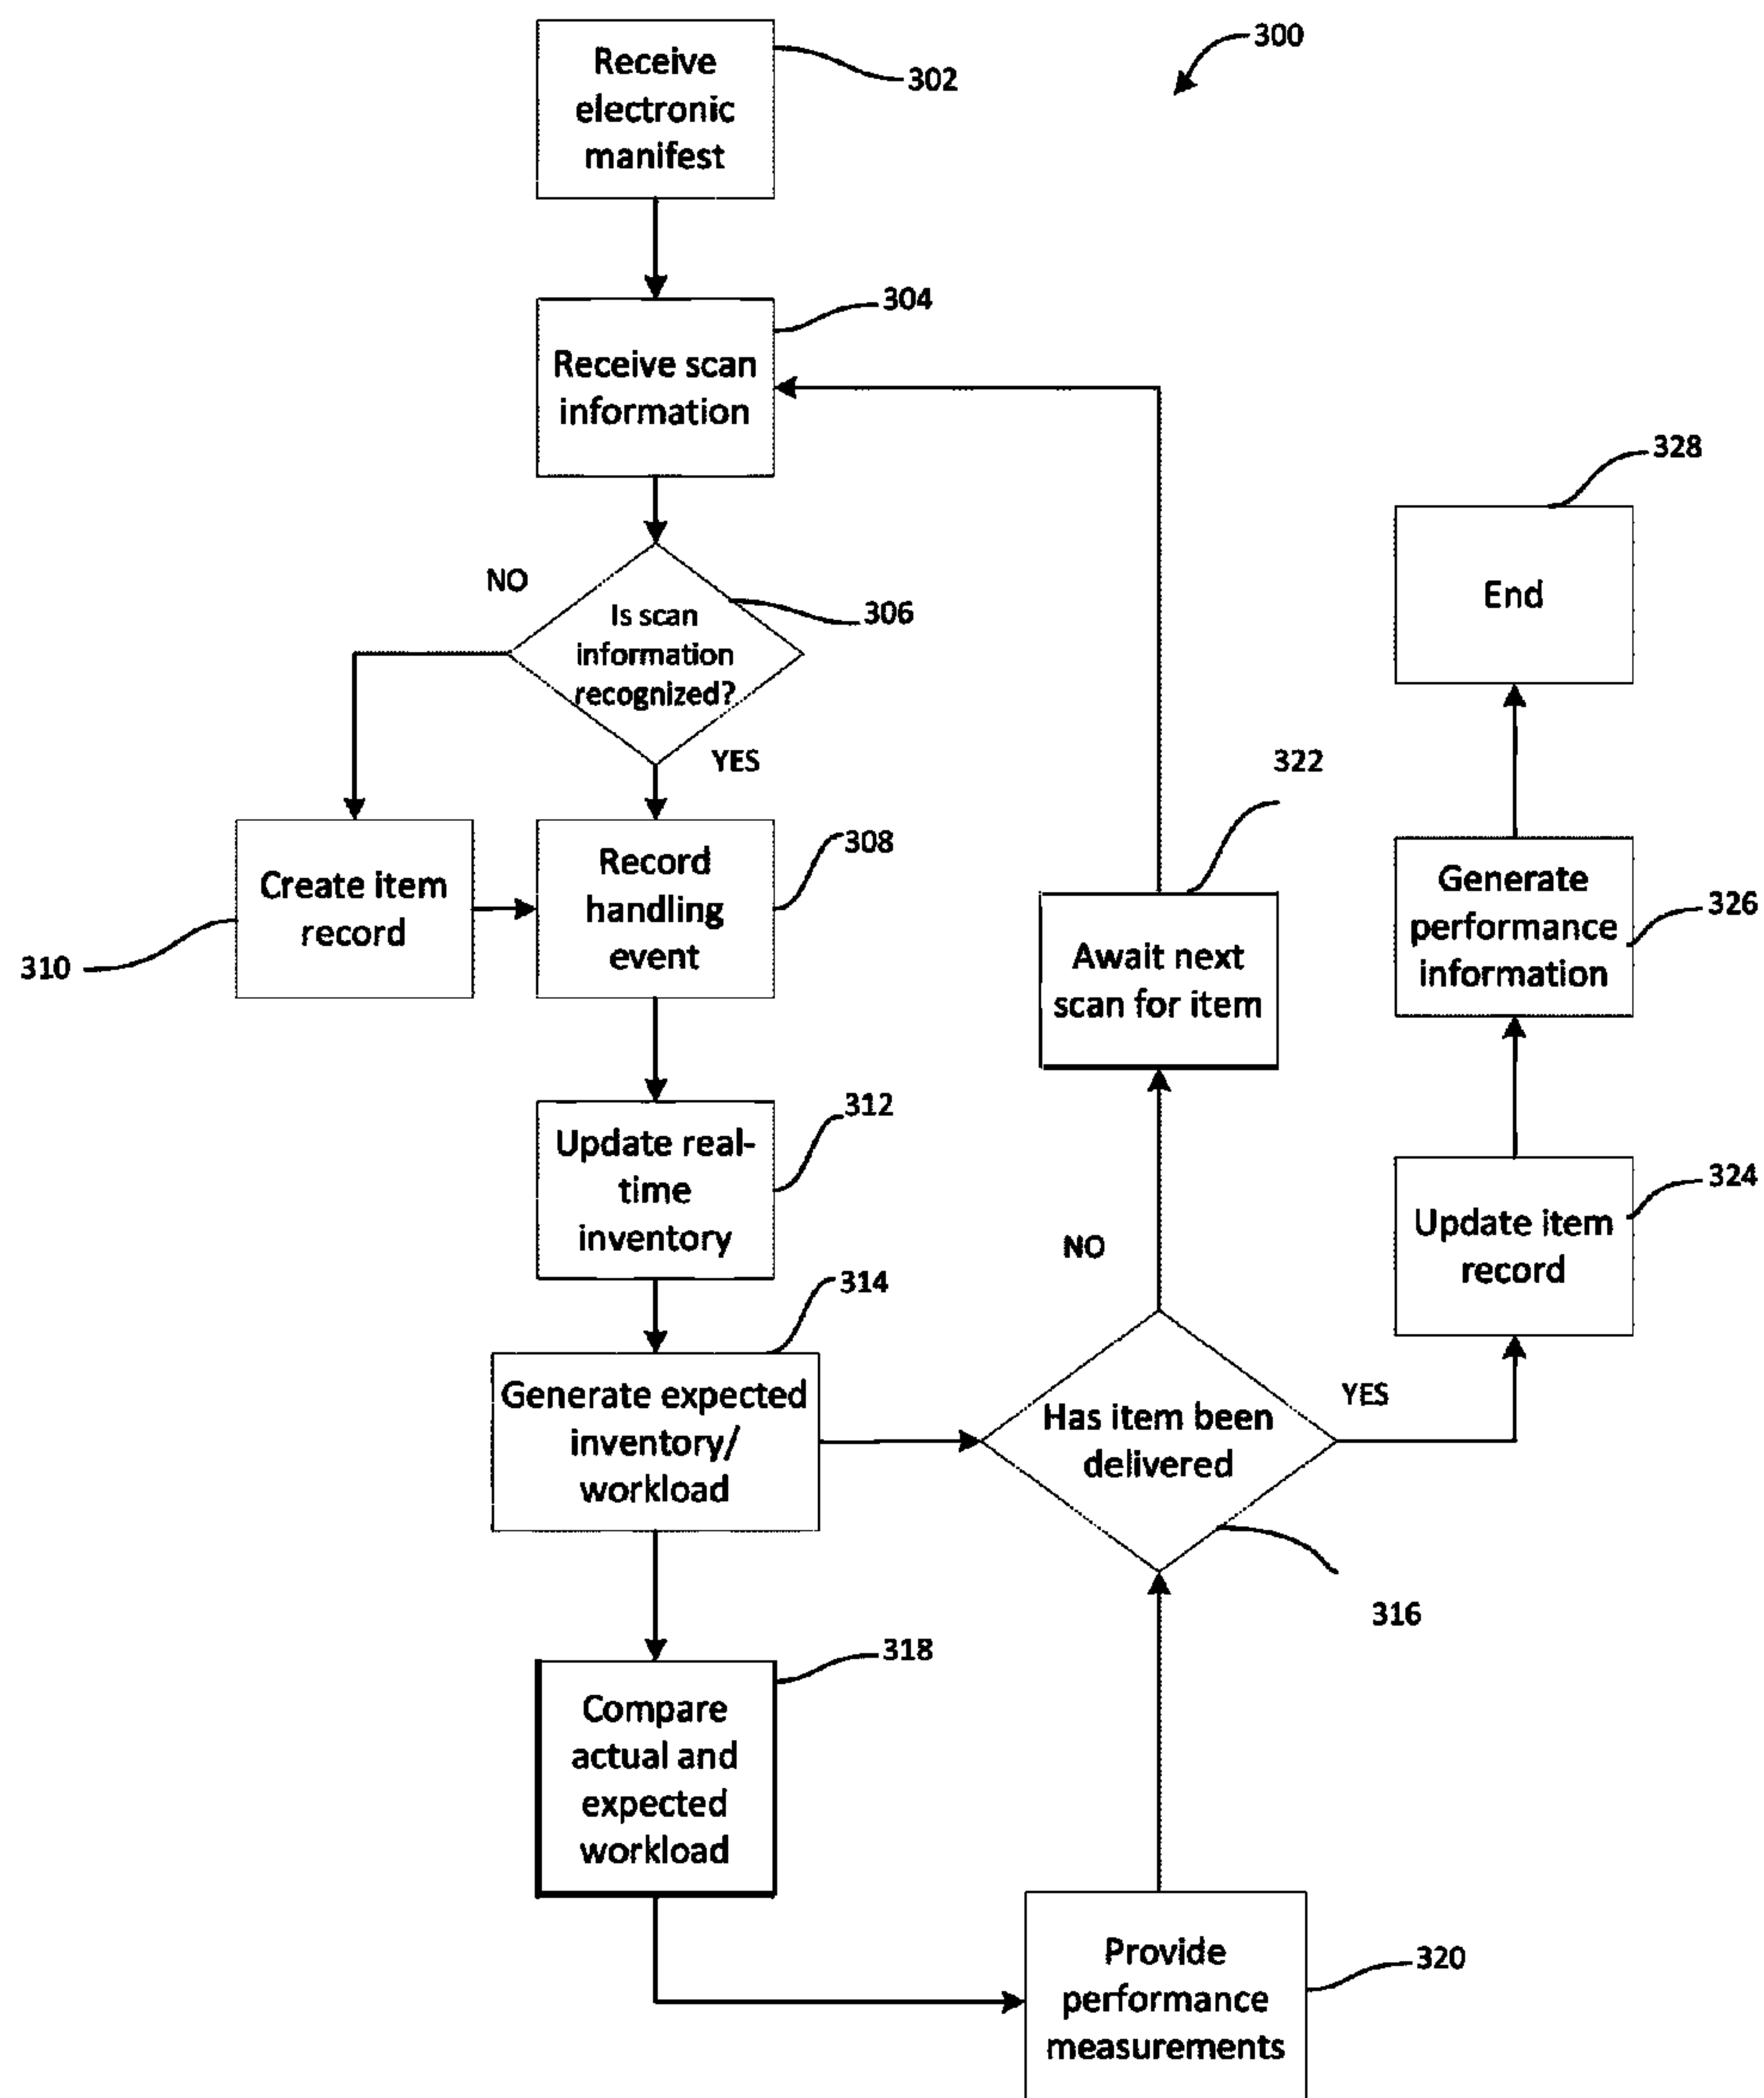 300
Receive
electronic
manifest
302
304
Receive scan
information
NO
Is scan
information
recognized?
306
YES
Create item
record
310
Record
handling
event
308
Update real-
time
inventory
312
314
Generate expected
inventory/
workload
Has item been
delivered
316
NO
YES
318
Compare
actual and
expected
workload
Provide
performance
measurements
320
322
Await next
scan for item
Update item
record
324
Generate
performance
information
326
328
End